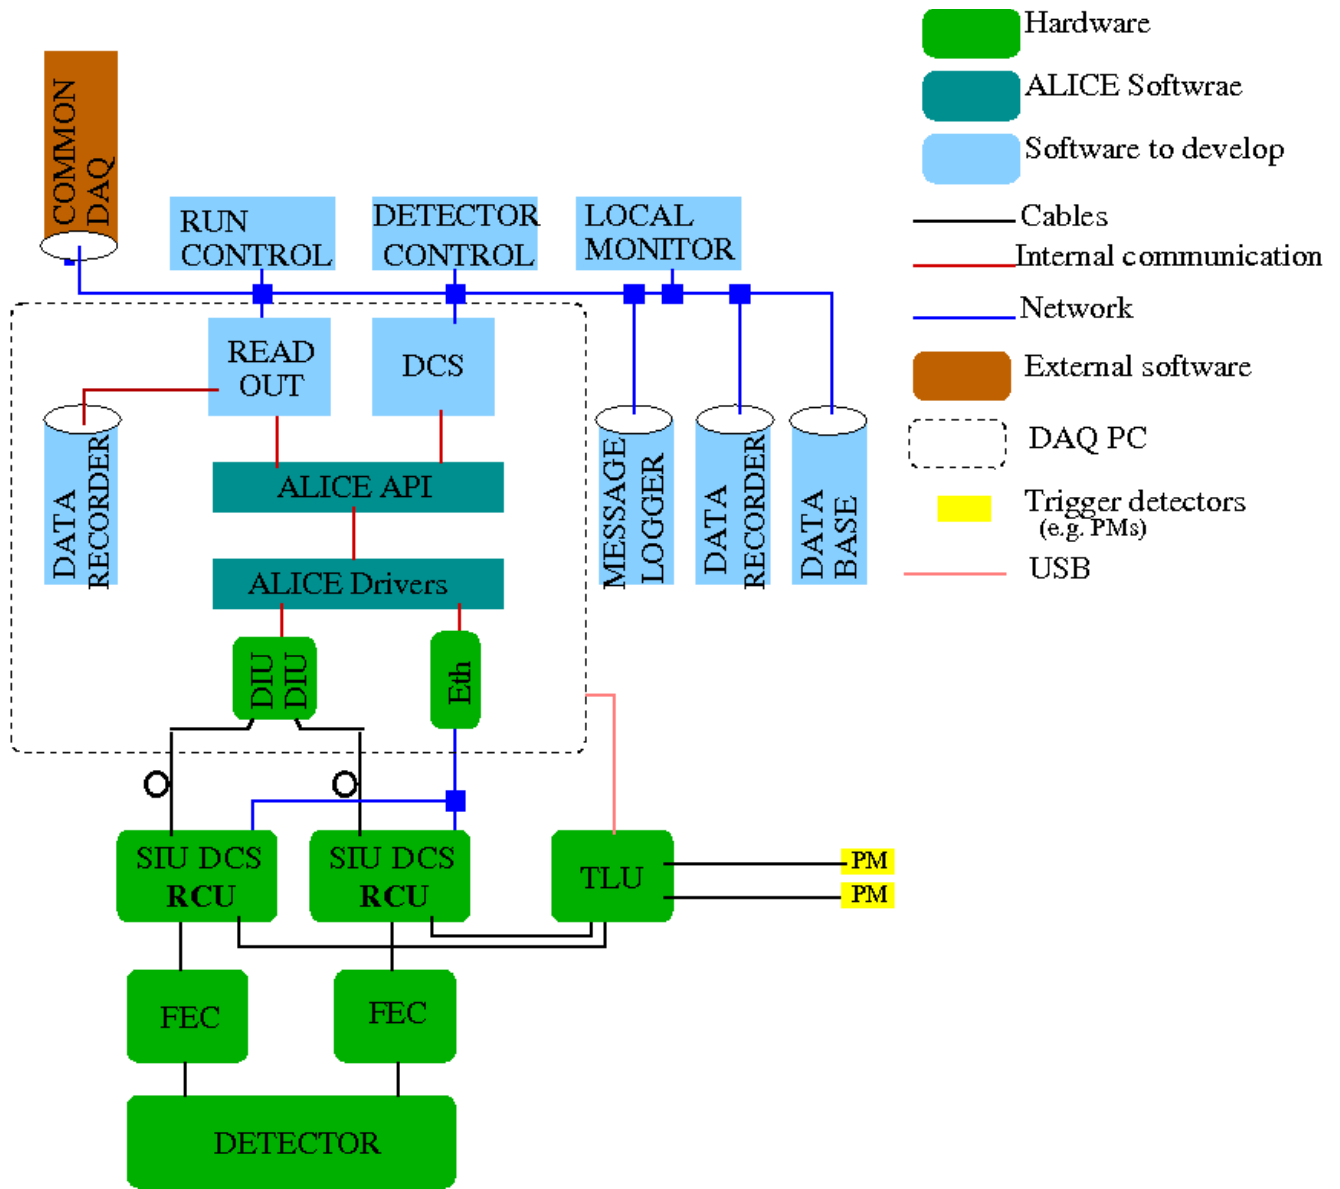 Hardware
ALICE Softwrae
Software to develop
Cables
Internal communication
Network
External software
DAQ PC
Trigger detectors
(e.g. PMs)
USB
COMMON
DAQ
RUN
CONTROL
DETECTOR
CONTROL
LOCAL
MONITOR
READ
OUT
DCS
DATA
RECORDER
ALICE API
MESSAGE
LOGGER
DATA
RECORDER
DATA
BASE
ALICE Drivers
DIU
DIU
Eth
SIU DCS
RCU
SIU DCS
RCU
TLU
PM
PM
FEC
FEC
DETECTOR